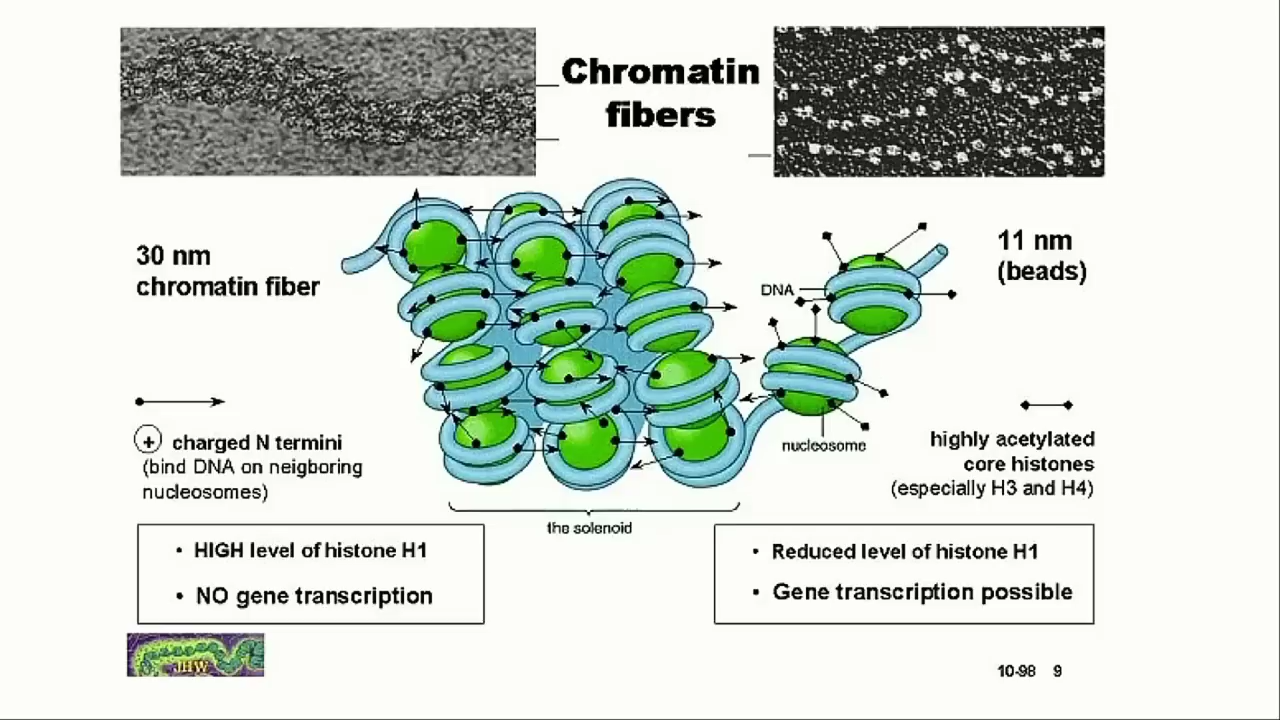 Chromatin
fibers
30 nm
chromatin fiber
11 nm
(beads)
DNA
nucleosome
+ charged N termini
(bind DNA on neigboring
nucleosomes)
highly acetylated
core histones
(especially H3 and H4)
the solenoid
• HIGH level of histone H1
• NO gene transcription
• Reduced level of histone H1
• Gene transcription possible
JHW
10-98 9